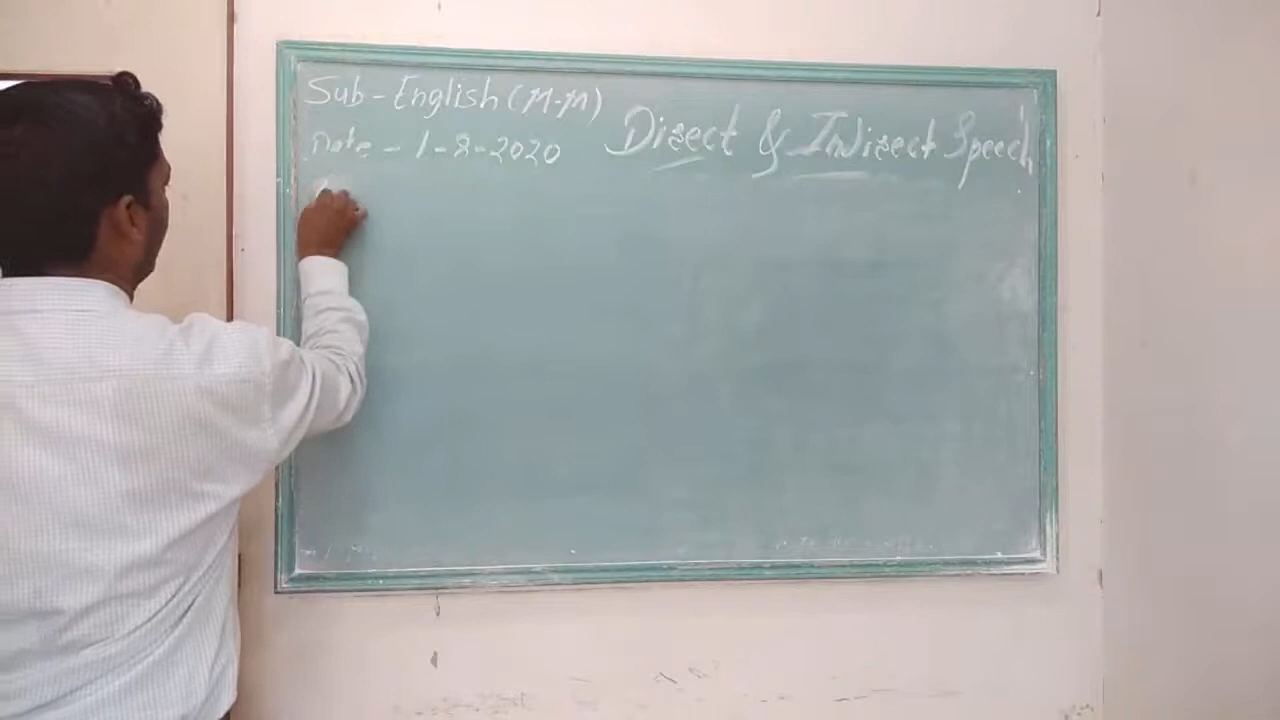 Sub - English (M-M)
Direct & Indirect Speech
Date - 1-8-2020